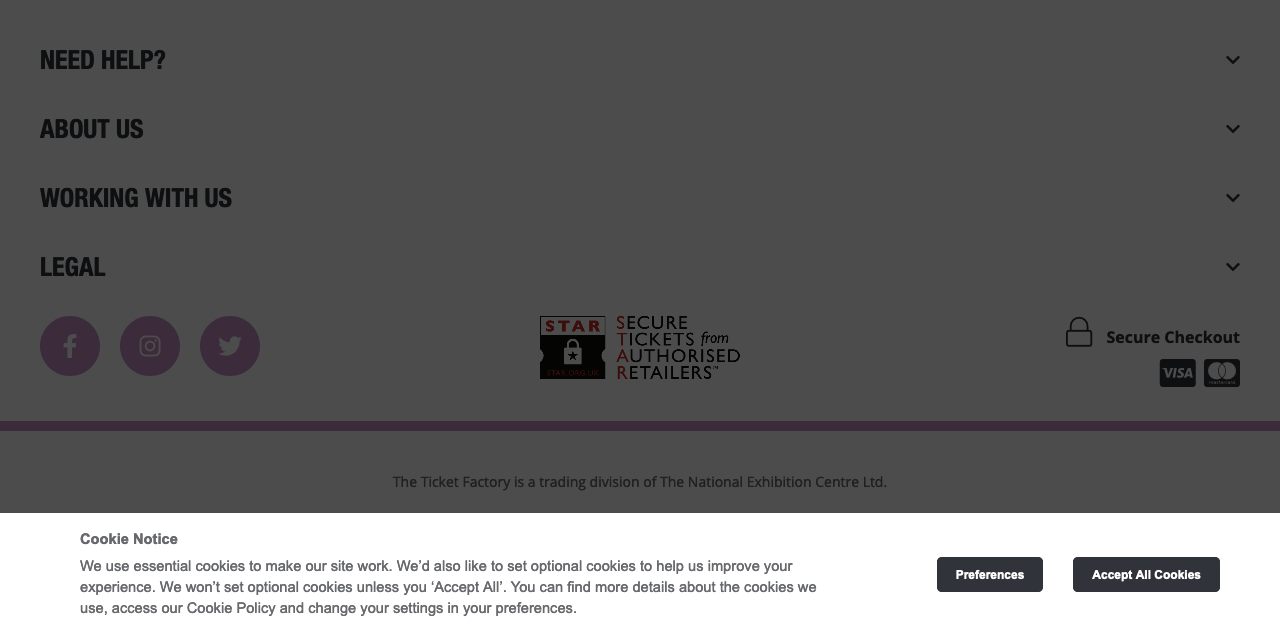 NEED HELP?
ABOUT US
WORKING WITH US
LEGAL
STAR
STAR.ORG.UK
SECURE
TICKETS from
AUTHORISED
RETAILERS™
Secure Checkout
VISA
mastercard
The Ticket Factory is a trading division of The National Exhibition Centre Ltd.
Cookie Notice
We use essential cookies to make our site work. We’d also like to set optional cookies to help us improve your
experience. We won’t set optional cookies unless you ‘Accept All’. You can find more details about the cookies we
use, access our Cookie Policy and change your settings in your preferences.
Preferences
Accept All Cookies